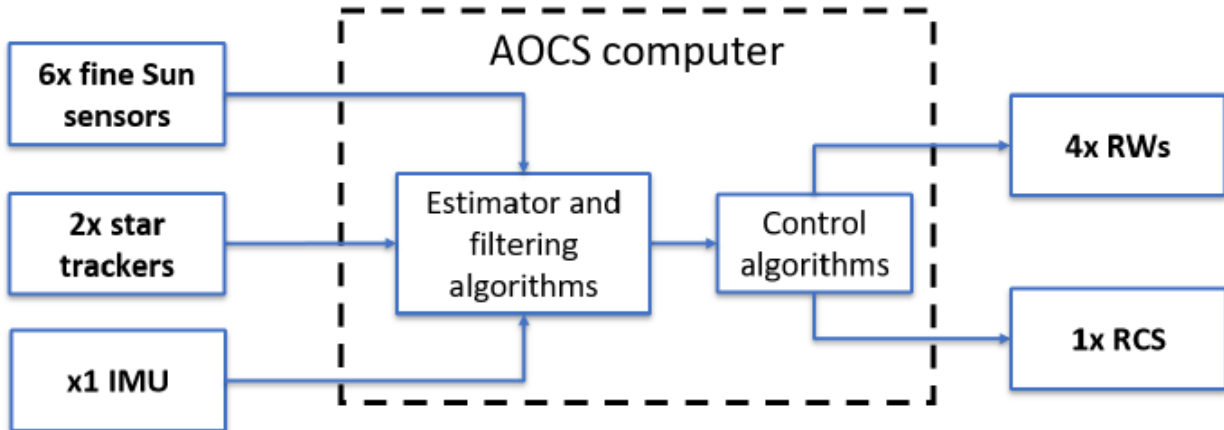 AOCS computer
6x fine Sun
sensors
2x star
trackers
x1 IMU
Estimator and
filtering
algorithms
Control
algorithms
4x RWs
1x RCS